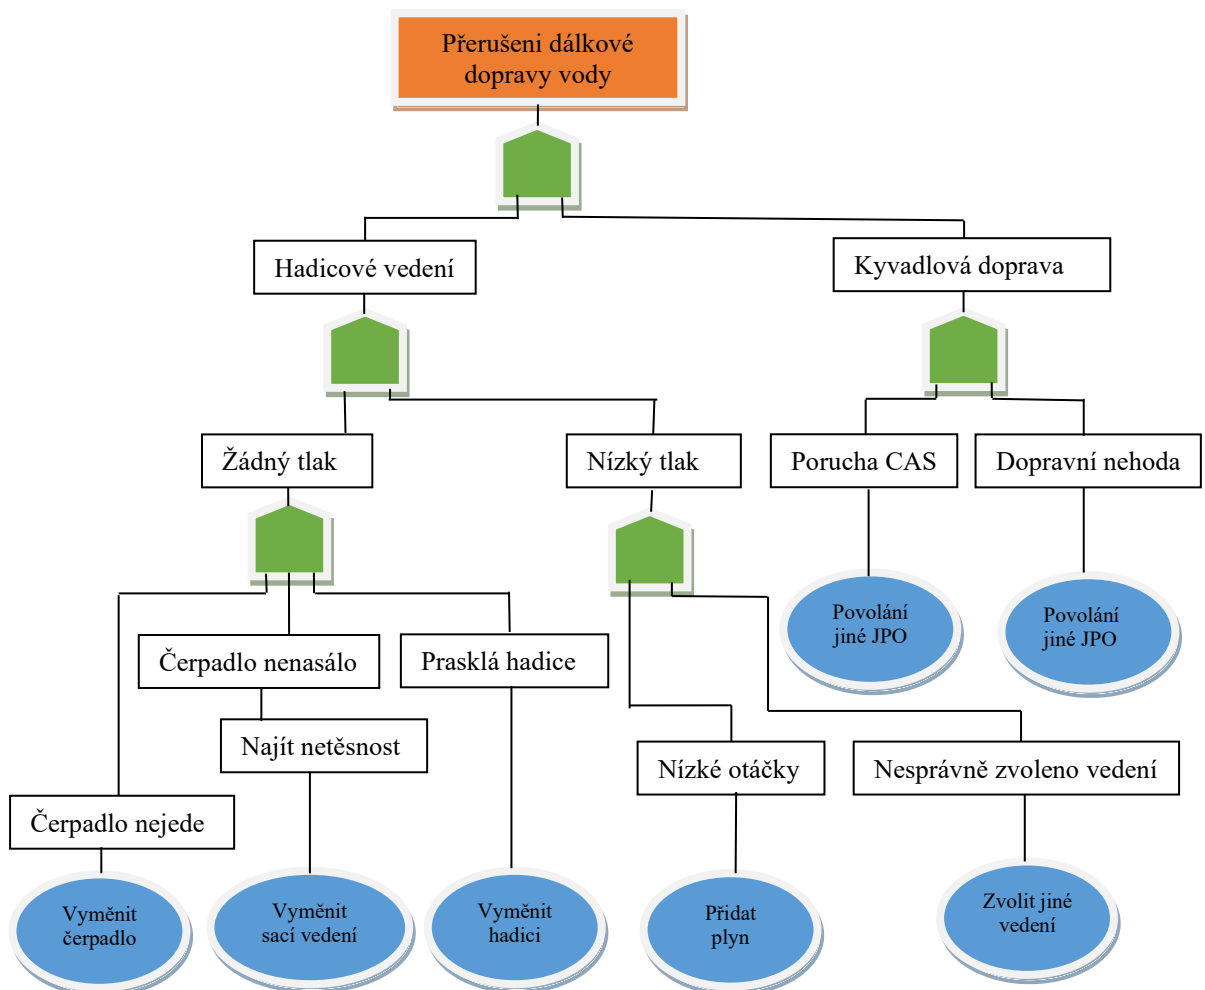 Přerušeni dálkové
dopravy vody
Hadicové vedení
Kyvadlová doprava
Žádný tlak
Nízký tlak
Porucha CAS
Dopravní nehoda
Povolání
jiné JPO
Povolání
jiné JPO
Čerpadlo nenasálo
Prasklá hadice
Najít netěsnost
Nízké otáčky
Nesprávně zvoleno vedení
Čerpadlo nejede
Vyměnit
čerpadlo
Vyměnit
sací vedení
Vyměnit
hadici
Přidat
plyn
Zvolit jiné
vedení